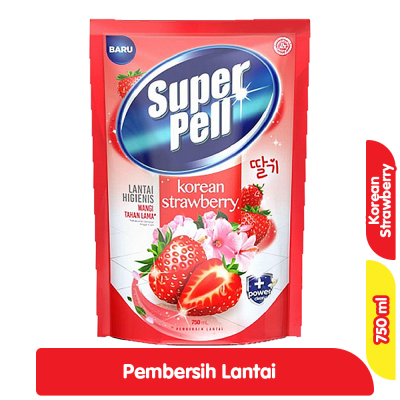 BARU
Super
Pell
korean
strawberry
딸기
LANTAI
HIGIENIS
WANGI
TAHAN LAMA*
+
power
clean
750 mL
PEMBERSIH LANTAI
Korean
Strawberry
750 ml
Pembersih Lantai